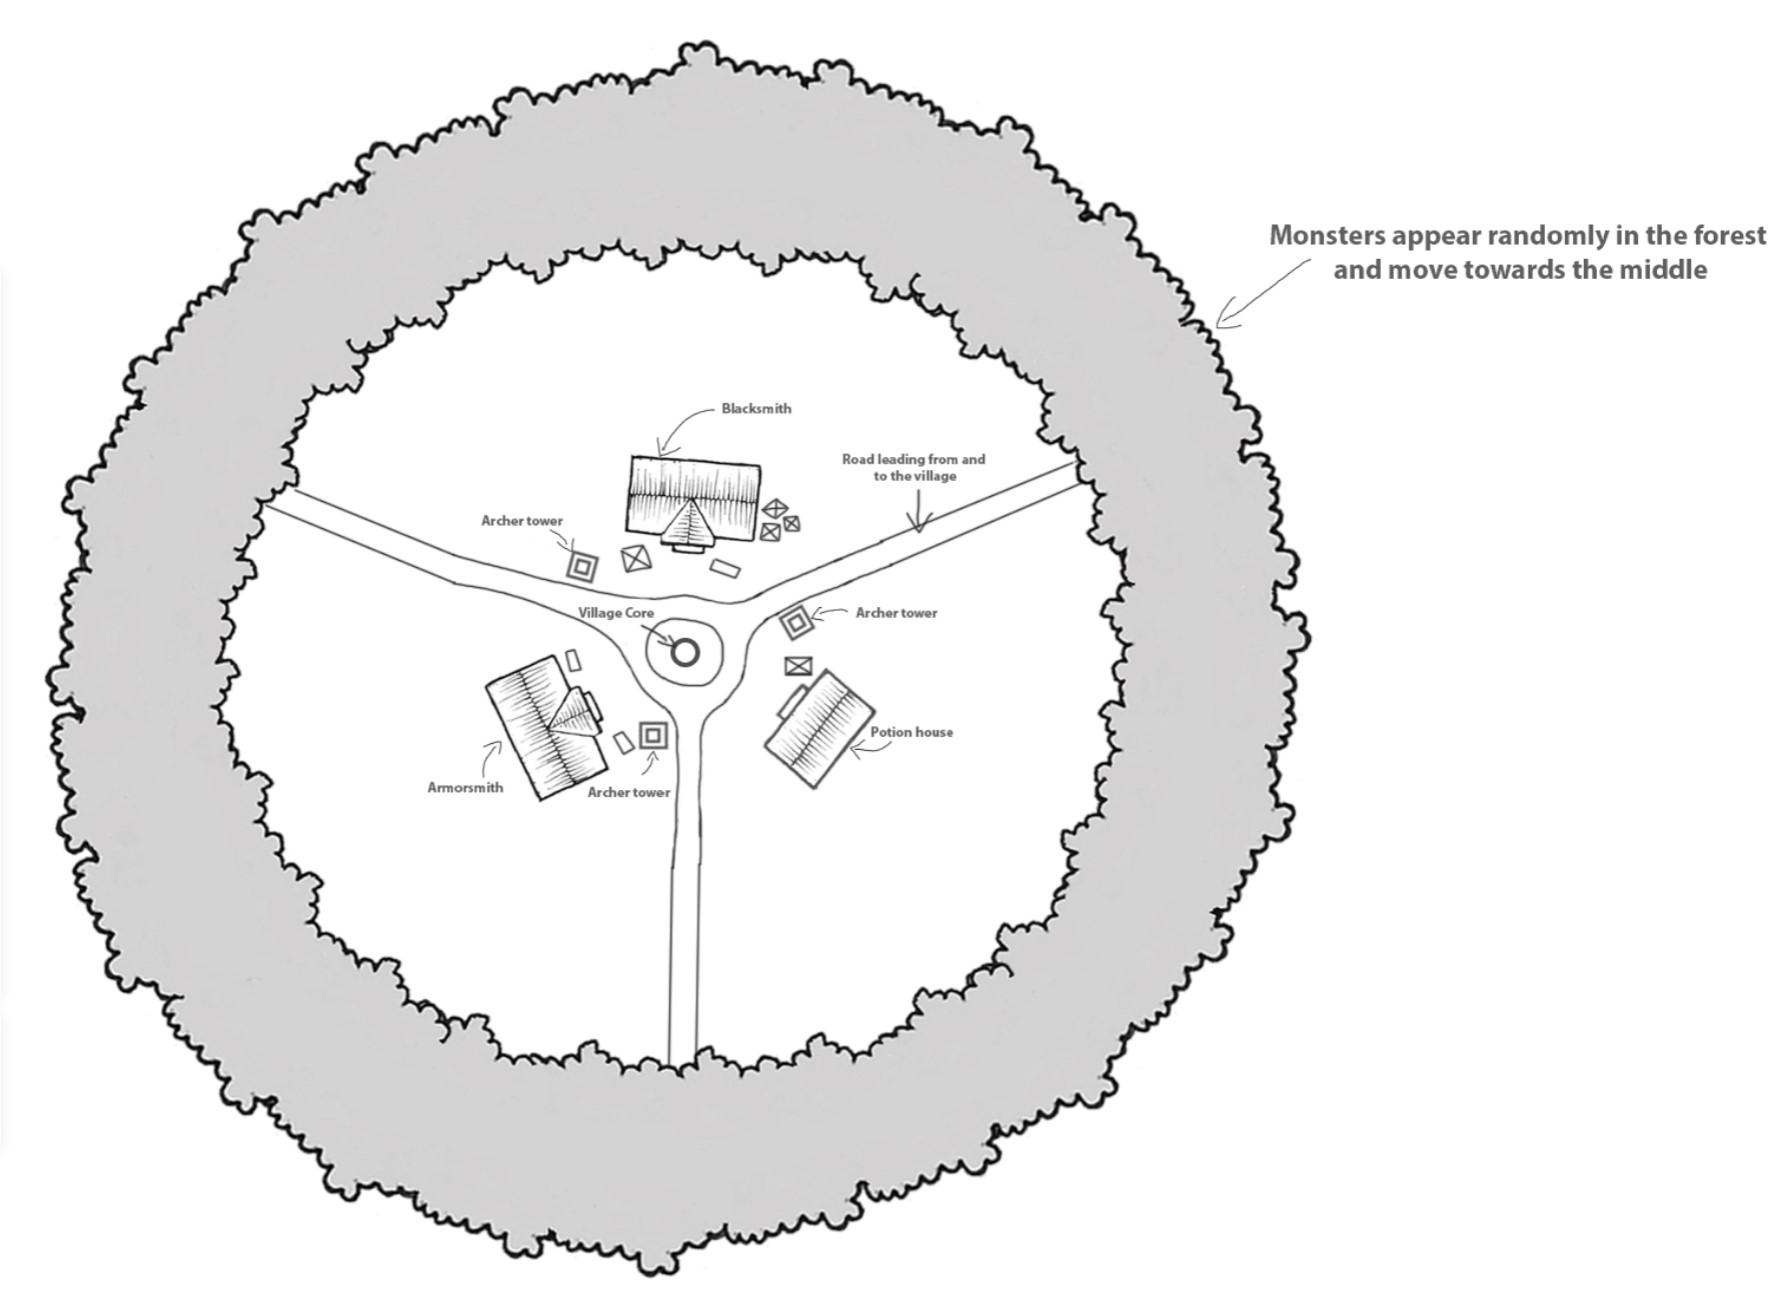 Monsters appear randomly in the forest
and move towards the middle
Blacksmith
Road leading from and
to the village
Archer tower
Village Core
Archer tower
Potion house
Armorsmith
Archer tower